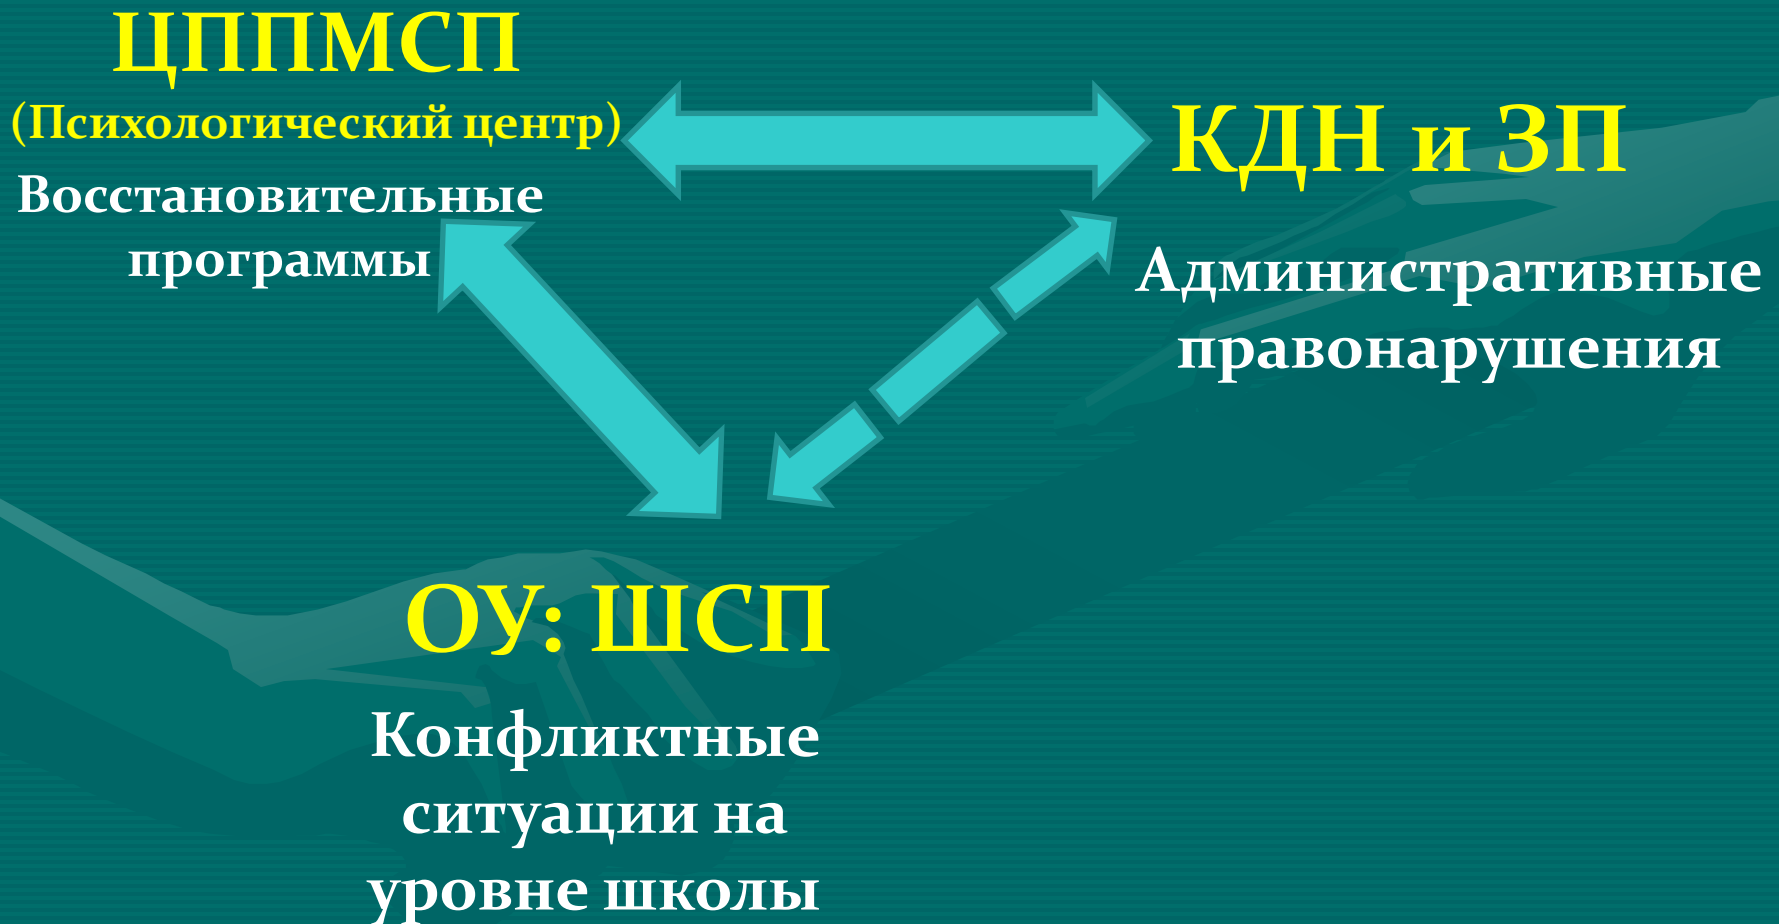 ЦППМСП
(Психологический центр)
Восстановительные
программы
КДН и ЗП
Административные
правонарушения
ОУ: ШСП
Конфликтные
ситуации на
уровне школы